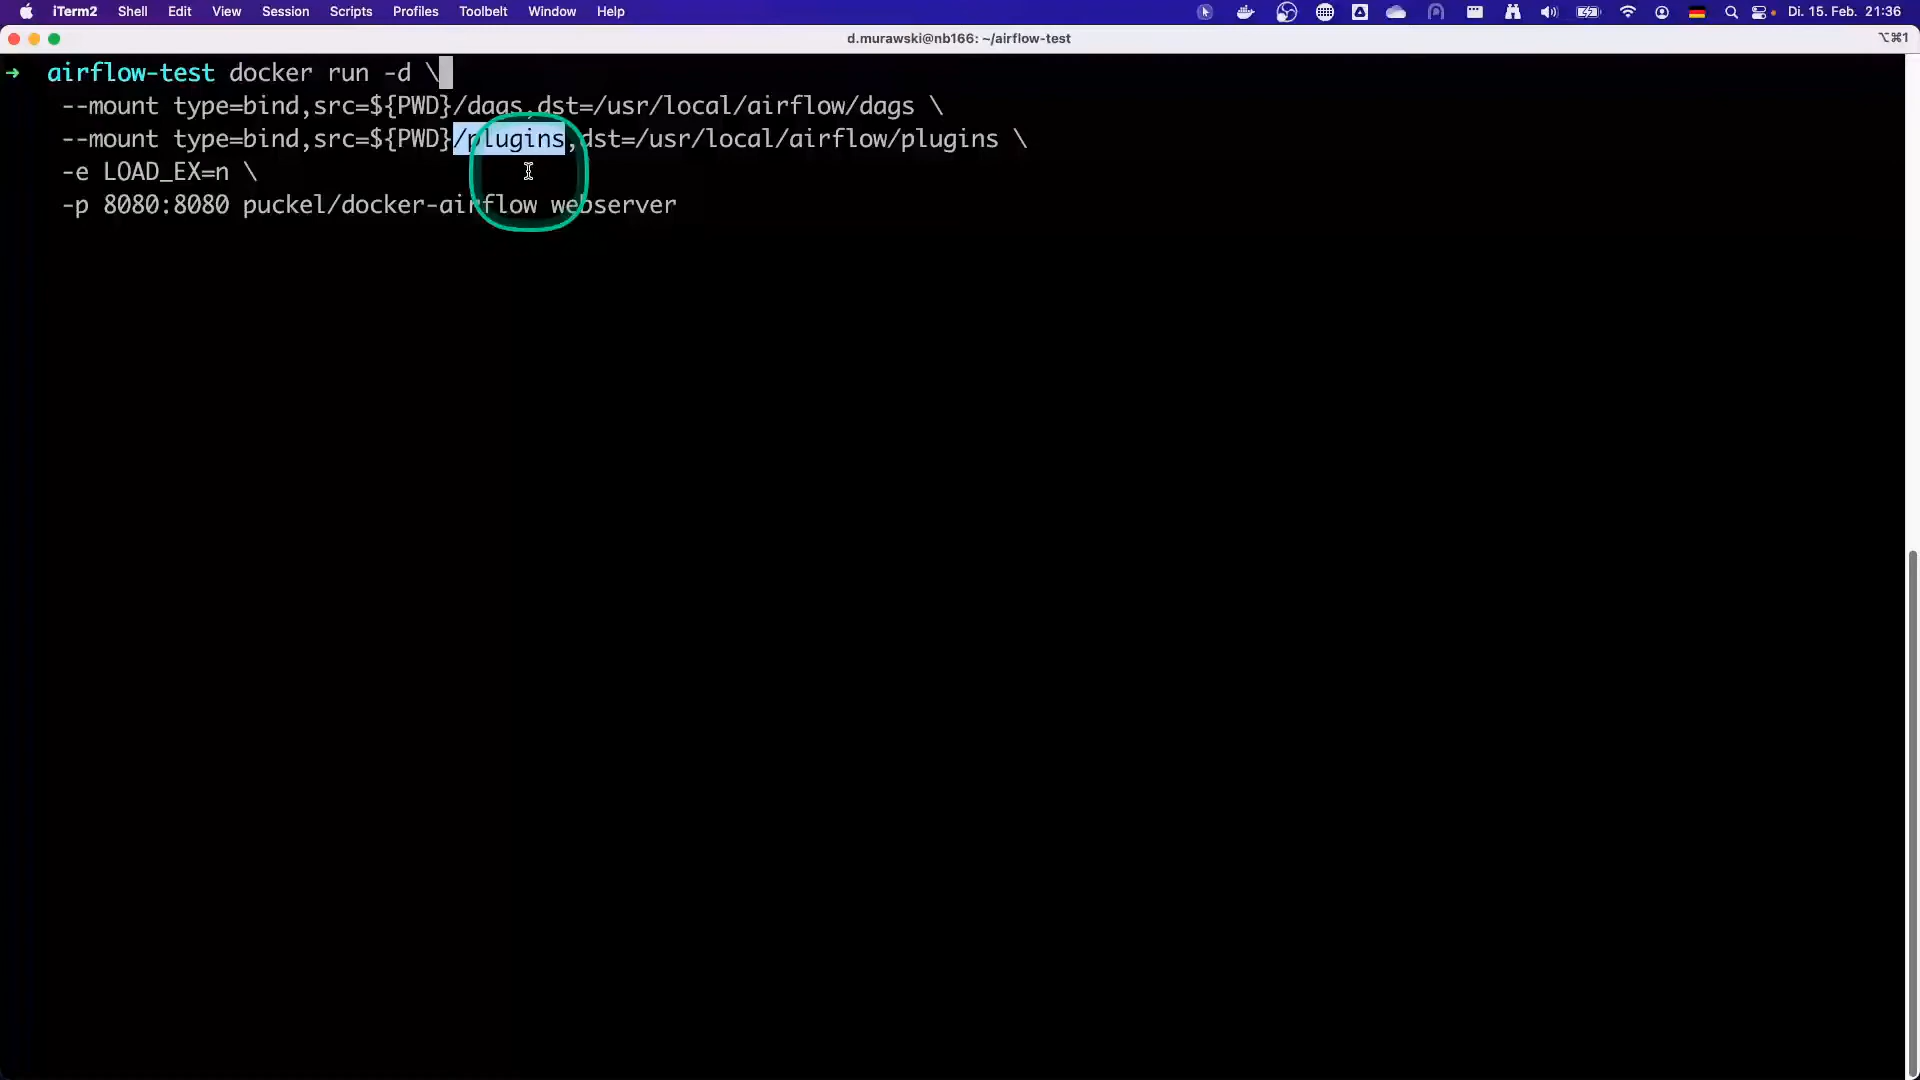 iTerm2 Shell Edit View Session Scripts Profiles Toolbelt Window Help Di. 15. Feb. 21:36
d.murawski@nb166: ~/airflow-test ⌥⌘1
→ airflow-test docker run -d \
--mount type=bind,src=${PWD}/dags,dst=/usr/local/airflow/dags \
--mount type=bind,src=${PWD}/plugins,dst=/usr/local/airflow/plugins \
-e LOAD_EX=n \
-p 8080:8080 puckel/docker-airflow webserver